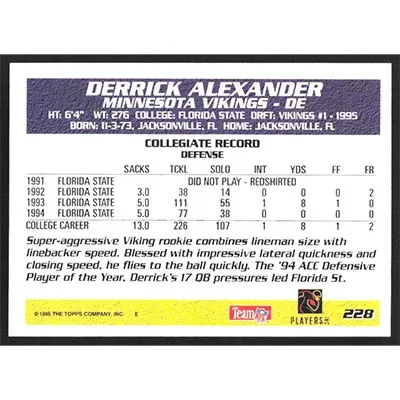 DERRICK ALEXANDER
MINNESOTA VIKINGS - DE
HT: 6'4" WT: 276 COLLEGE: FLORIDA STATE DRFT: VIKINGS #1 - 1995
BORN: 11-3-73, JACKSONVILLE, FL HOME: JACKSONVILLE, FL
COLLEGIATE RECORD
DEFENSE
SACKS TCKL SOLO INT YDS FF FR
1991 FLORIDA STATE DID NOT PLAY - REDSHIRTED
1992 FLORIDA STATE 3.0 38 14 0 0 0 2
1993 FLORIDA STATE 5.0 111 55 1 8 1 0
1994 FLORIDA STATE 5.0 77 38 0 0 0 0
COLLEGE CAREER 13.0 226 107 1 8 1 2
Super-aggressive Viking rookie combines lineman size with
linebacker speed. Blessed with impressive lateral quickness and
closing speed, he flies to the ball quickly. The '94 ACC Defensive
Player of the Year, Derrick's 17 QB pressures led Florida St.
©1995 THE TOPPS COMPANY, INC. E
Team NFL
PLAYERS INC
228